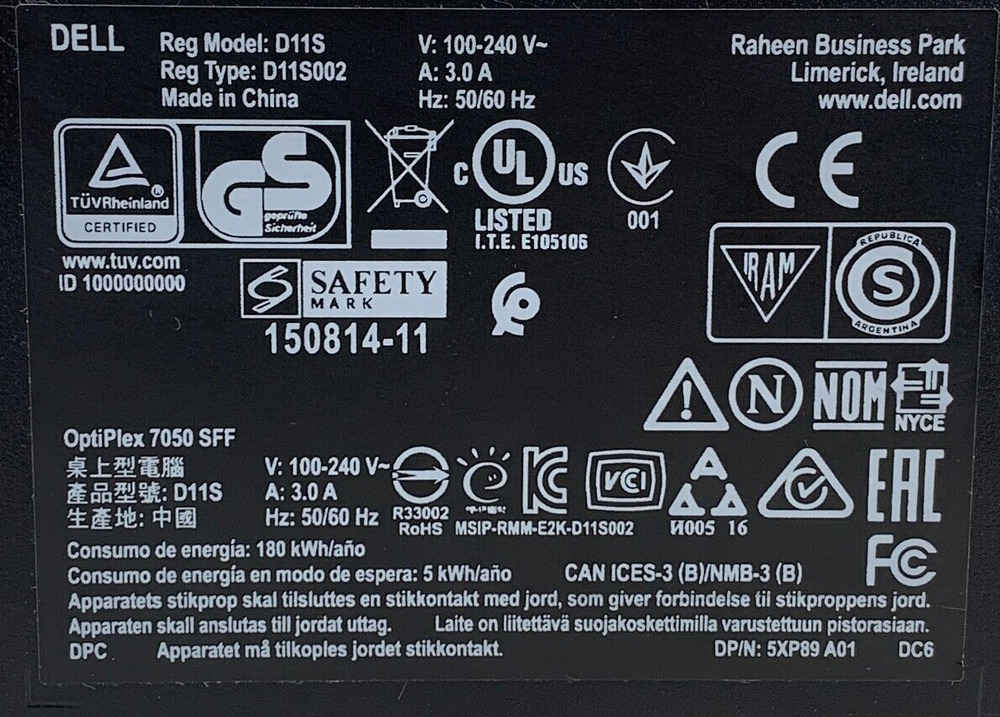 DELL
Reg Model: D11S
Reg Type: D11S002
Made in China
V: 100-240 V~
A: 3.0 A
Hz: 50/60 Hz
Raheen Business Park
Limerick, Ireland
www.dell.com
TÜVRheinland®
CERTIFIED
www.tuv.com
ID 1000000000
GS
geprüfte
Sicherheit
C UL US
LISTED
I.T.E. E105106
001
CE
SAFETY
MARK
150814-11
IRAM
REPUBLICA
S
ARGENTINA
N
NOM
NYCE
OptiPlex 7050 SFF
桌上型電腦
產品型號: D11S
生產地: 中國
V: 100-240 V~
A: 3.0 A
Hz: 50/60 Hz
R33002
RoHS
MSIP-RMM-E2K-D11S002
VCI
И005 16
EAC
FC
Consumo de energía: 180 kWh/año
Consumo de energía en modo de espera: 5 kWh/año
CAN ICES-3 (B)/NMB-3 (B)
Apparatets stikprop skal tilsluttes en stikkontakt med jord, som giver forbindelse til stikproppens jord.
Apparaten skall anslutas till jordat uttag.
Laite on liitettävä suojakoskettimilla varustettuun pistorasiaan.
DPC
Apparatet må tilkoples jordet stikkontakt.
DP/N: 5XP89 A01
DC6